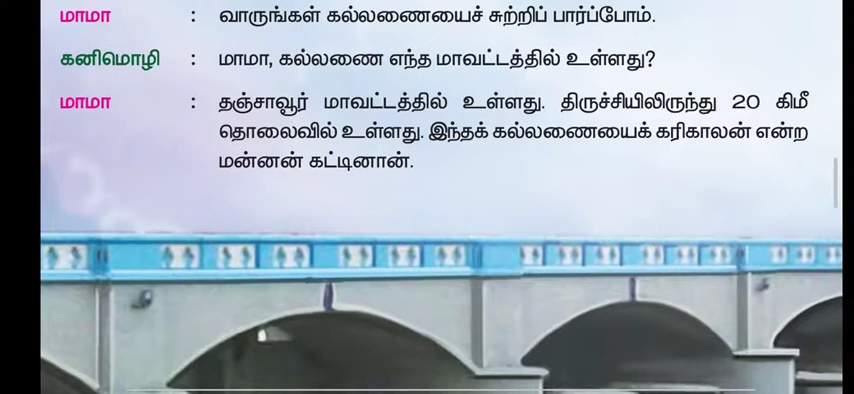 மாமா : வாருங்கள் கல்லணையைச் சுற்றிப் பார்ப்போம்.
கனிமொழி : மாமா, கல்லணை எந்த மாவட்டத்தில் உள்ளது?
மாமா : தஞ்சாவூர் மாவட்டத்தில் உள்ளது. திருச்சியிலிருந்து 20 கிமீ
தொலைவில் உள்ளது. இந்தக் கல்லணையைக் கரிகாலன் என்ற
மன்னன் கட்டினான்.